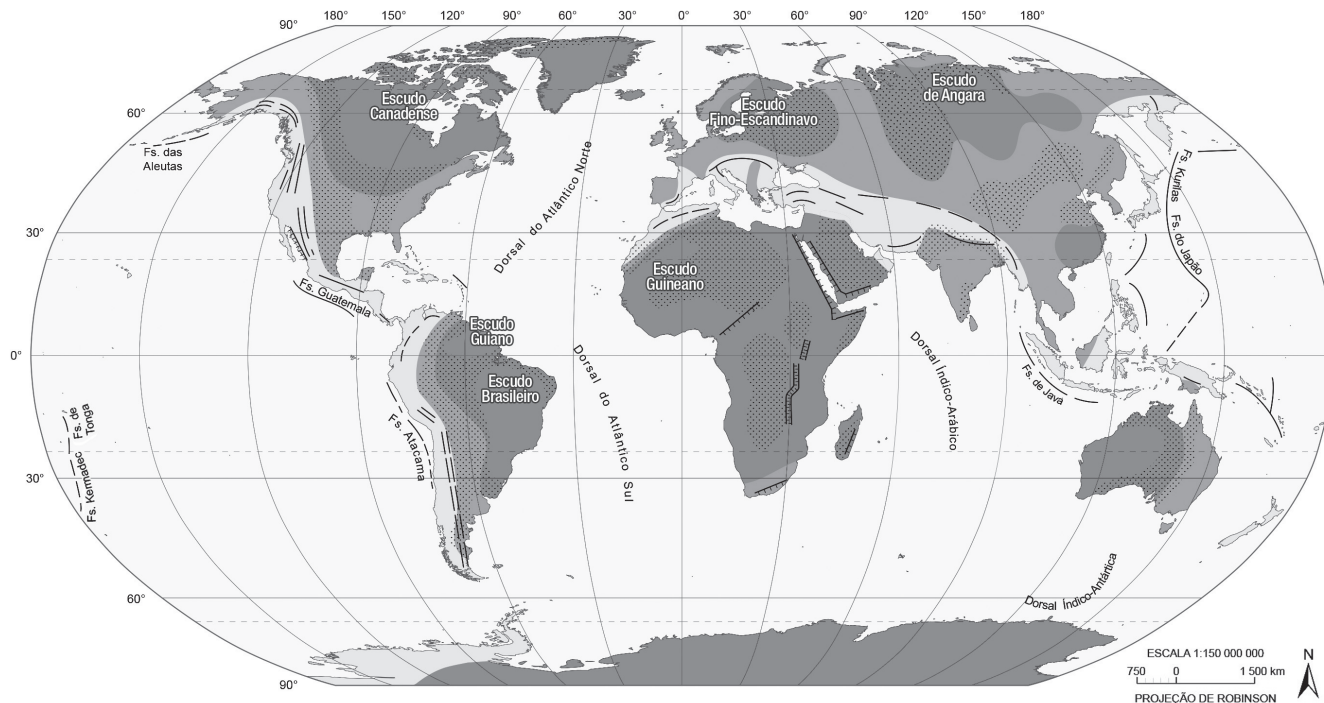 180° 150° 120° 90° 60° 30° 0° 30° 60° 90° 120° 150° 180°
90°
60°
30°
0°
30°
60°
90°
Escudo
Canadense
Escudo
Fino-Escandinavo
Escudo
de Angara
Fs. das
Aleutas
Dorsal do Atlântico Norte
Fs. Kurilas
Fs. do Japão
Escudo
Guineano
Fs. Guatemala
Escudo
Guiano
Escudo
Brasileiro
Dorsal do Atlântico Sul
Dorsal Índico-Arábico
Fs. de Java
Fs. Atacama
Fs. de
Tonga
Fs. Kermadec
Dorsal Índico-Antártica
ESCALA 1:150 000 000
750 0 1 500 km
PROJEÇÃO DE ROBINSON
N